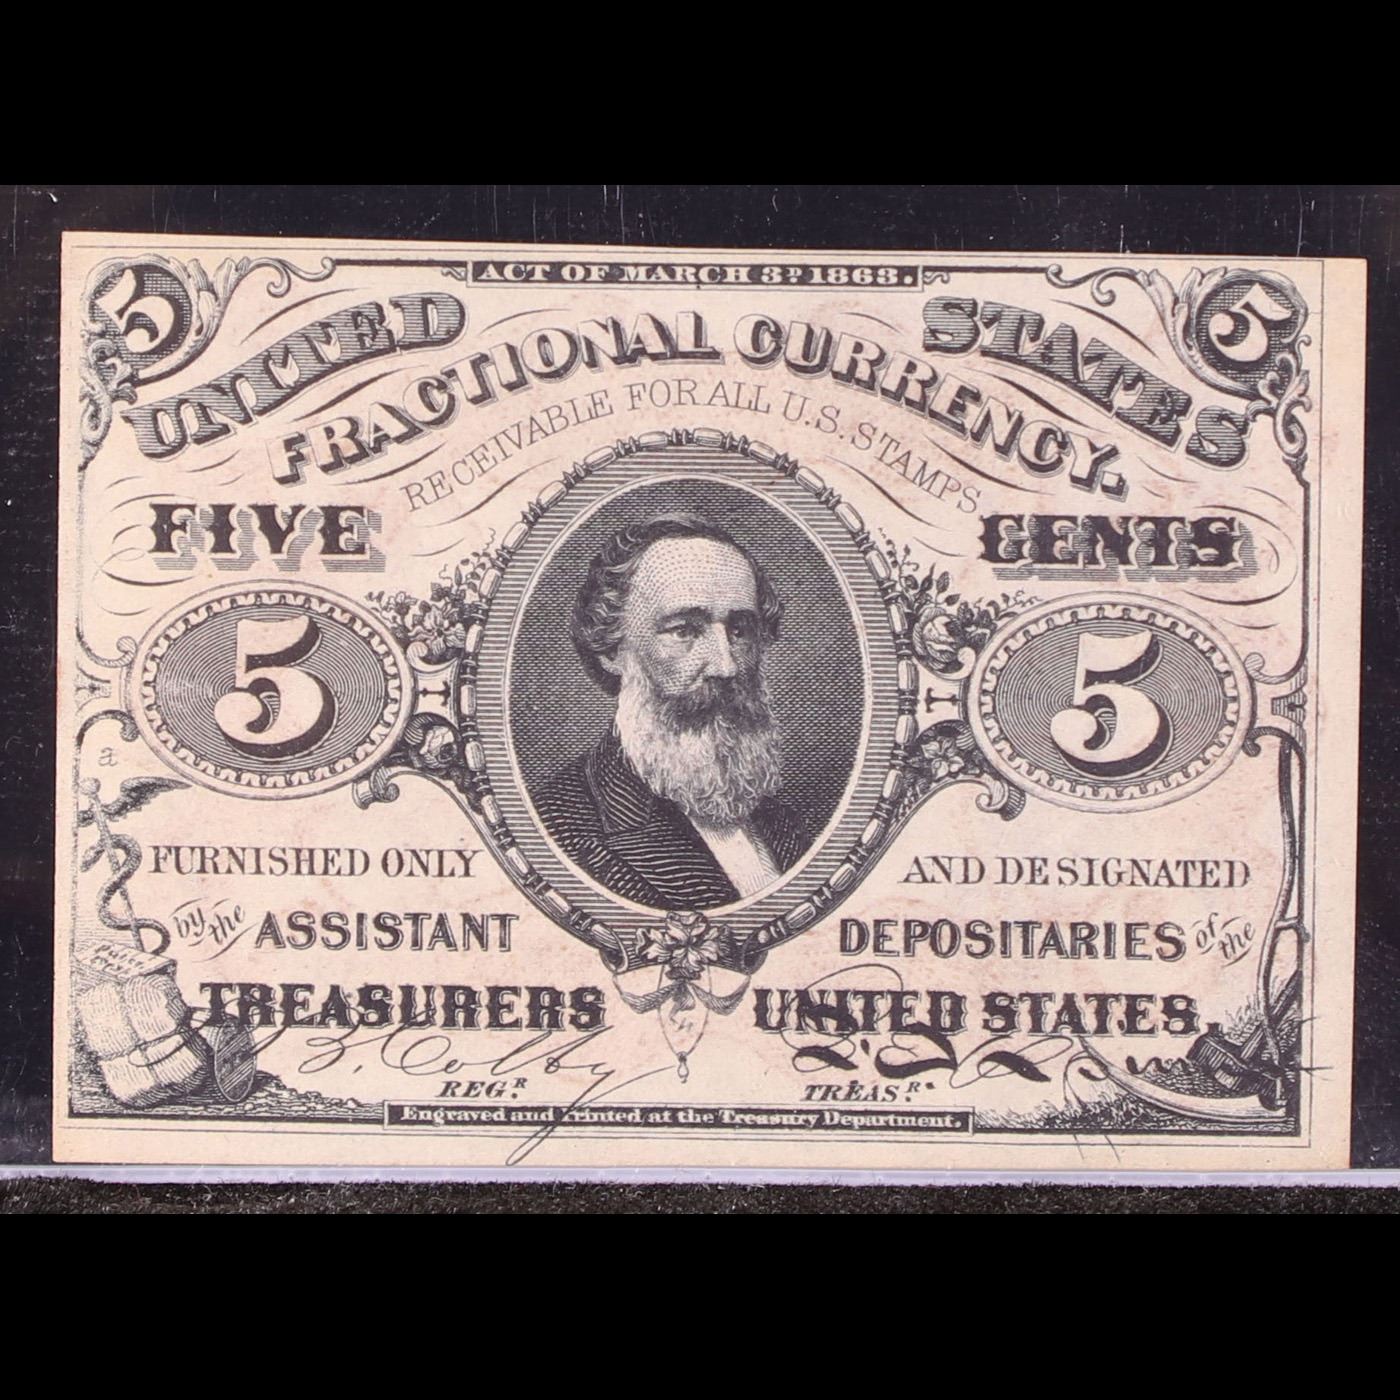 ACT OF MARCH 3D 1863.
5 5
UNITED STATES
FRACTIONAL CURRENCY.
RECEIVABLE FOR ALL U.S. STAMPS
FIVE CENTS
5 5
a
FURNISHED ONLY AND DESIGNATED
by the ASSISTANT DEPOSITARIES of the
TREASURERS UNITED STATES.
S. B. Colby
REG.R TREAS.R
Engraved and Printed at the Treasury Department.